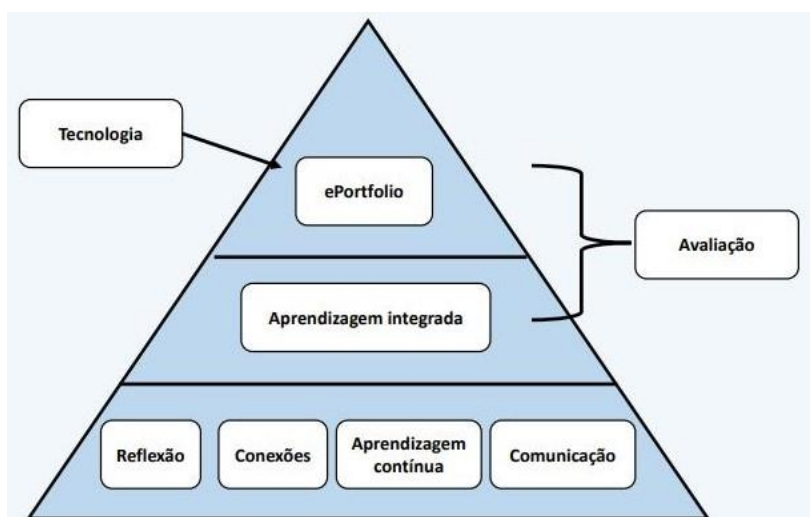 Tecnologia
ePortfolio
Avaliação
Aprendizagem integrada
Reflexão
Conexões
Aprendizagem
contínua
Comunicação